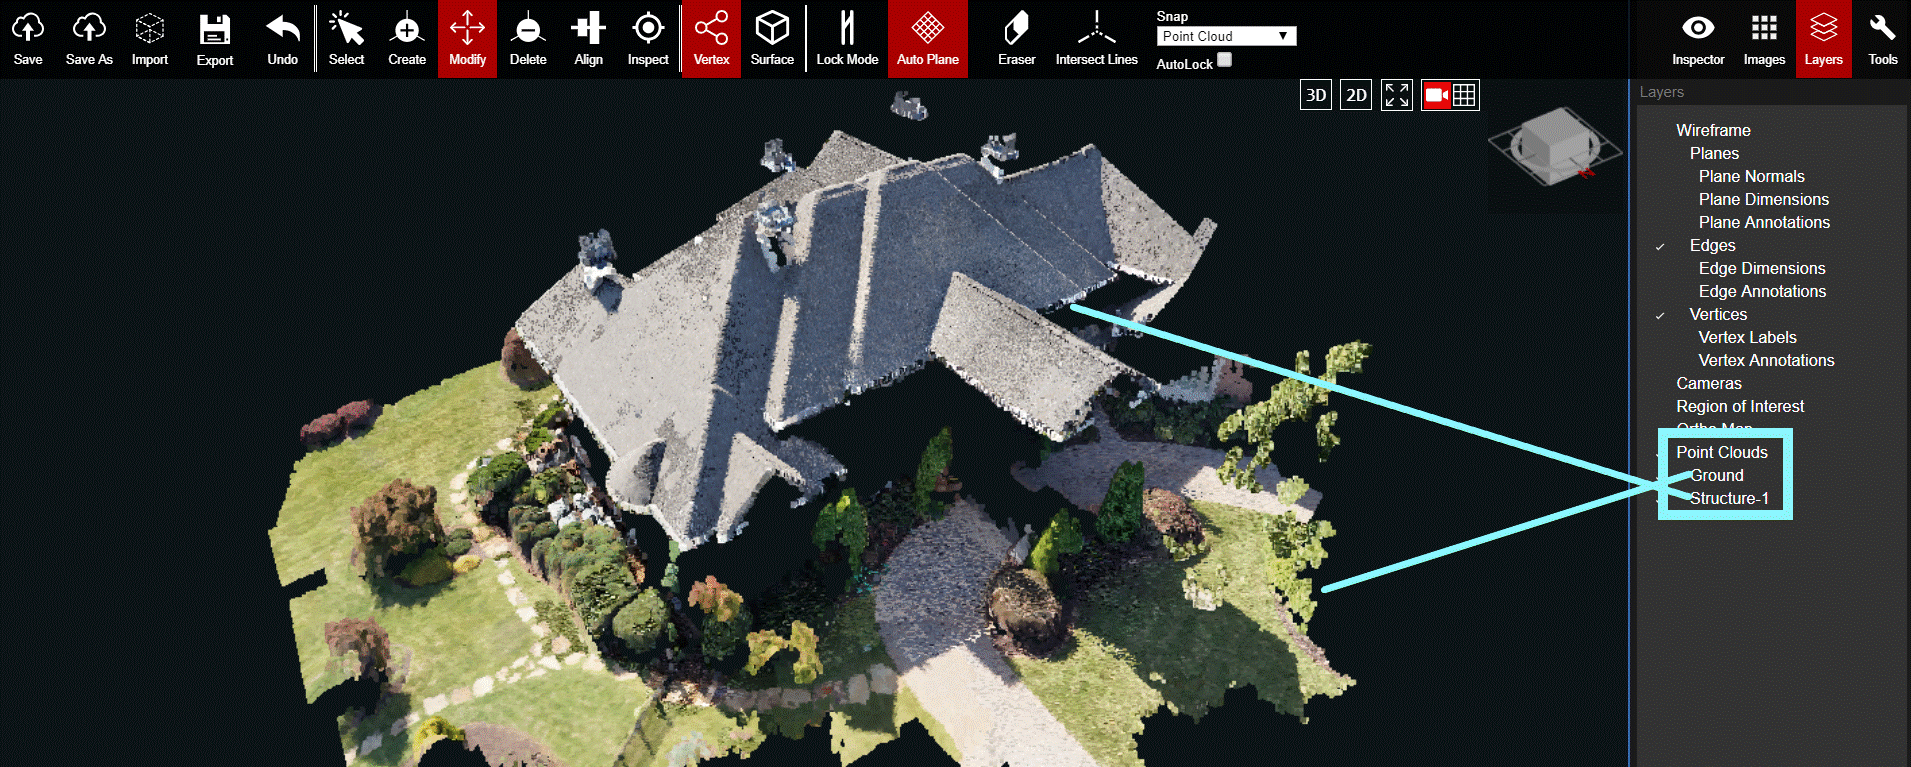 Save
Save As
Import
Export
Undo
Select
Create
Modify
Delete
Align
Inspect
Vertex
Surface
Lock Mode
Auto Plane
Eraser
Intersect Lines
Snap
Point Cloud
AutoLock
Inspector
Images
Layers
Tools
3D
2D
Layers
Wireframe
Planes
Plane Normals
Plane Dimensions
Plane Annotations
Edges
Edge Dimensions
Edge Annotations
Vertices
Vertex Labels
Vertex Annotations
Cameras
Region of Interest
Ortho Map
Point Clouds
Ground
Structure-1